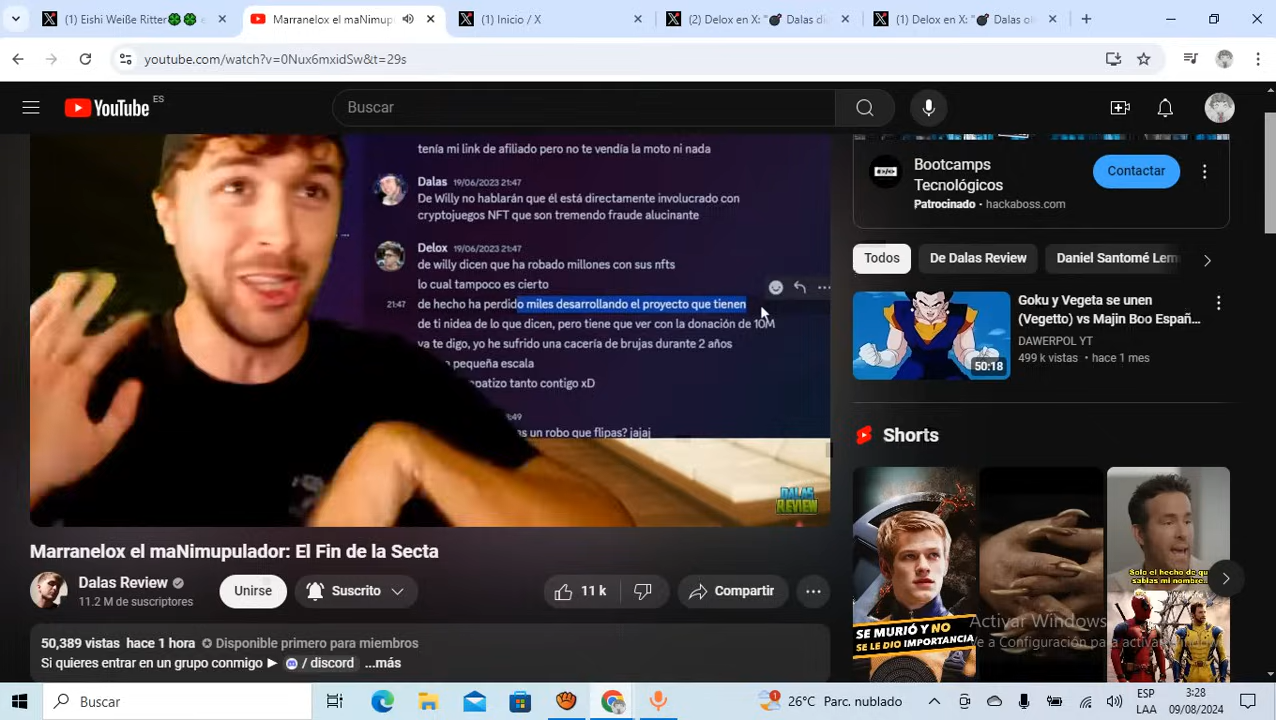 (1) Eishi Weiße Ritter🍀🍀
Marranelox el maNimup
(1) Inicio / X
(2) Delox en X: "💣 Dalas d
(1) Delox en X: "💣 Dalas ol
youtube.com/watch?v=0Nux6mxidSw&t=29s
YouTube ES
Buscar
tenía mi link de afiliado pero no te vendía la moto ni nada
Dalas 19/06/2023 21:47
De Willy no hablarán que él está directamente involucrado con
cryptojuegos NFT que son tremendo fraude alucinante
Delox 19/06/2023 21:47
de willy dicen que ha robado millones con sus nfts
lo cual tampoco es cierto
21:47 de hecho ha perdido miles desarrollando el proyecto que tienen
de ti nidea de lo que dicen, pero tiene que ver con la donación de 10M
ya te digo, yo he sufrido una cacería de brujas durante 2 años
pequeña escala
patizo tanto contigo xD
:49
s un robo que flipas? jajaj
DALAS
REVIEW
Bootcamps
Tecnológicos
Patrocinado • hackaboss.com
Contactar
Todos
De Dalas Review
Daniel Santomé Lem
Goku y Vegeta se unen
(Vegetto) vs Majin Boo Españ...
DAWERPOL YT
499 k vistas • hace 1 mes
50:18
Shorts
SE MURIÓ Y NO
SE LE DIO IMPORTANCIA
Solo el hecho de que
sabías mi nombre...
Marranelox el maNimupulador: El Fin de la Secta
Dalas Review
11.2 M de suscriptores
Unirse
Suscrito
11 k
Compartir
50,389 vistas hace 1 hora Disponible primero para miembros
Si quieres entrar en un grupo conmigo ► / discord ...más
Activar Windows
Ve a Configuración para activar Windows.
Buscar
26°C Parc. nublado
ESP
LAA
3:28
09/08/2024